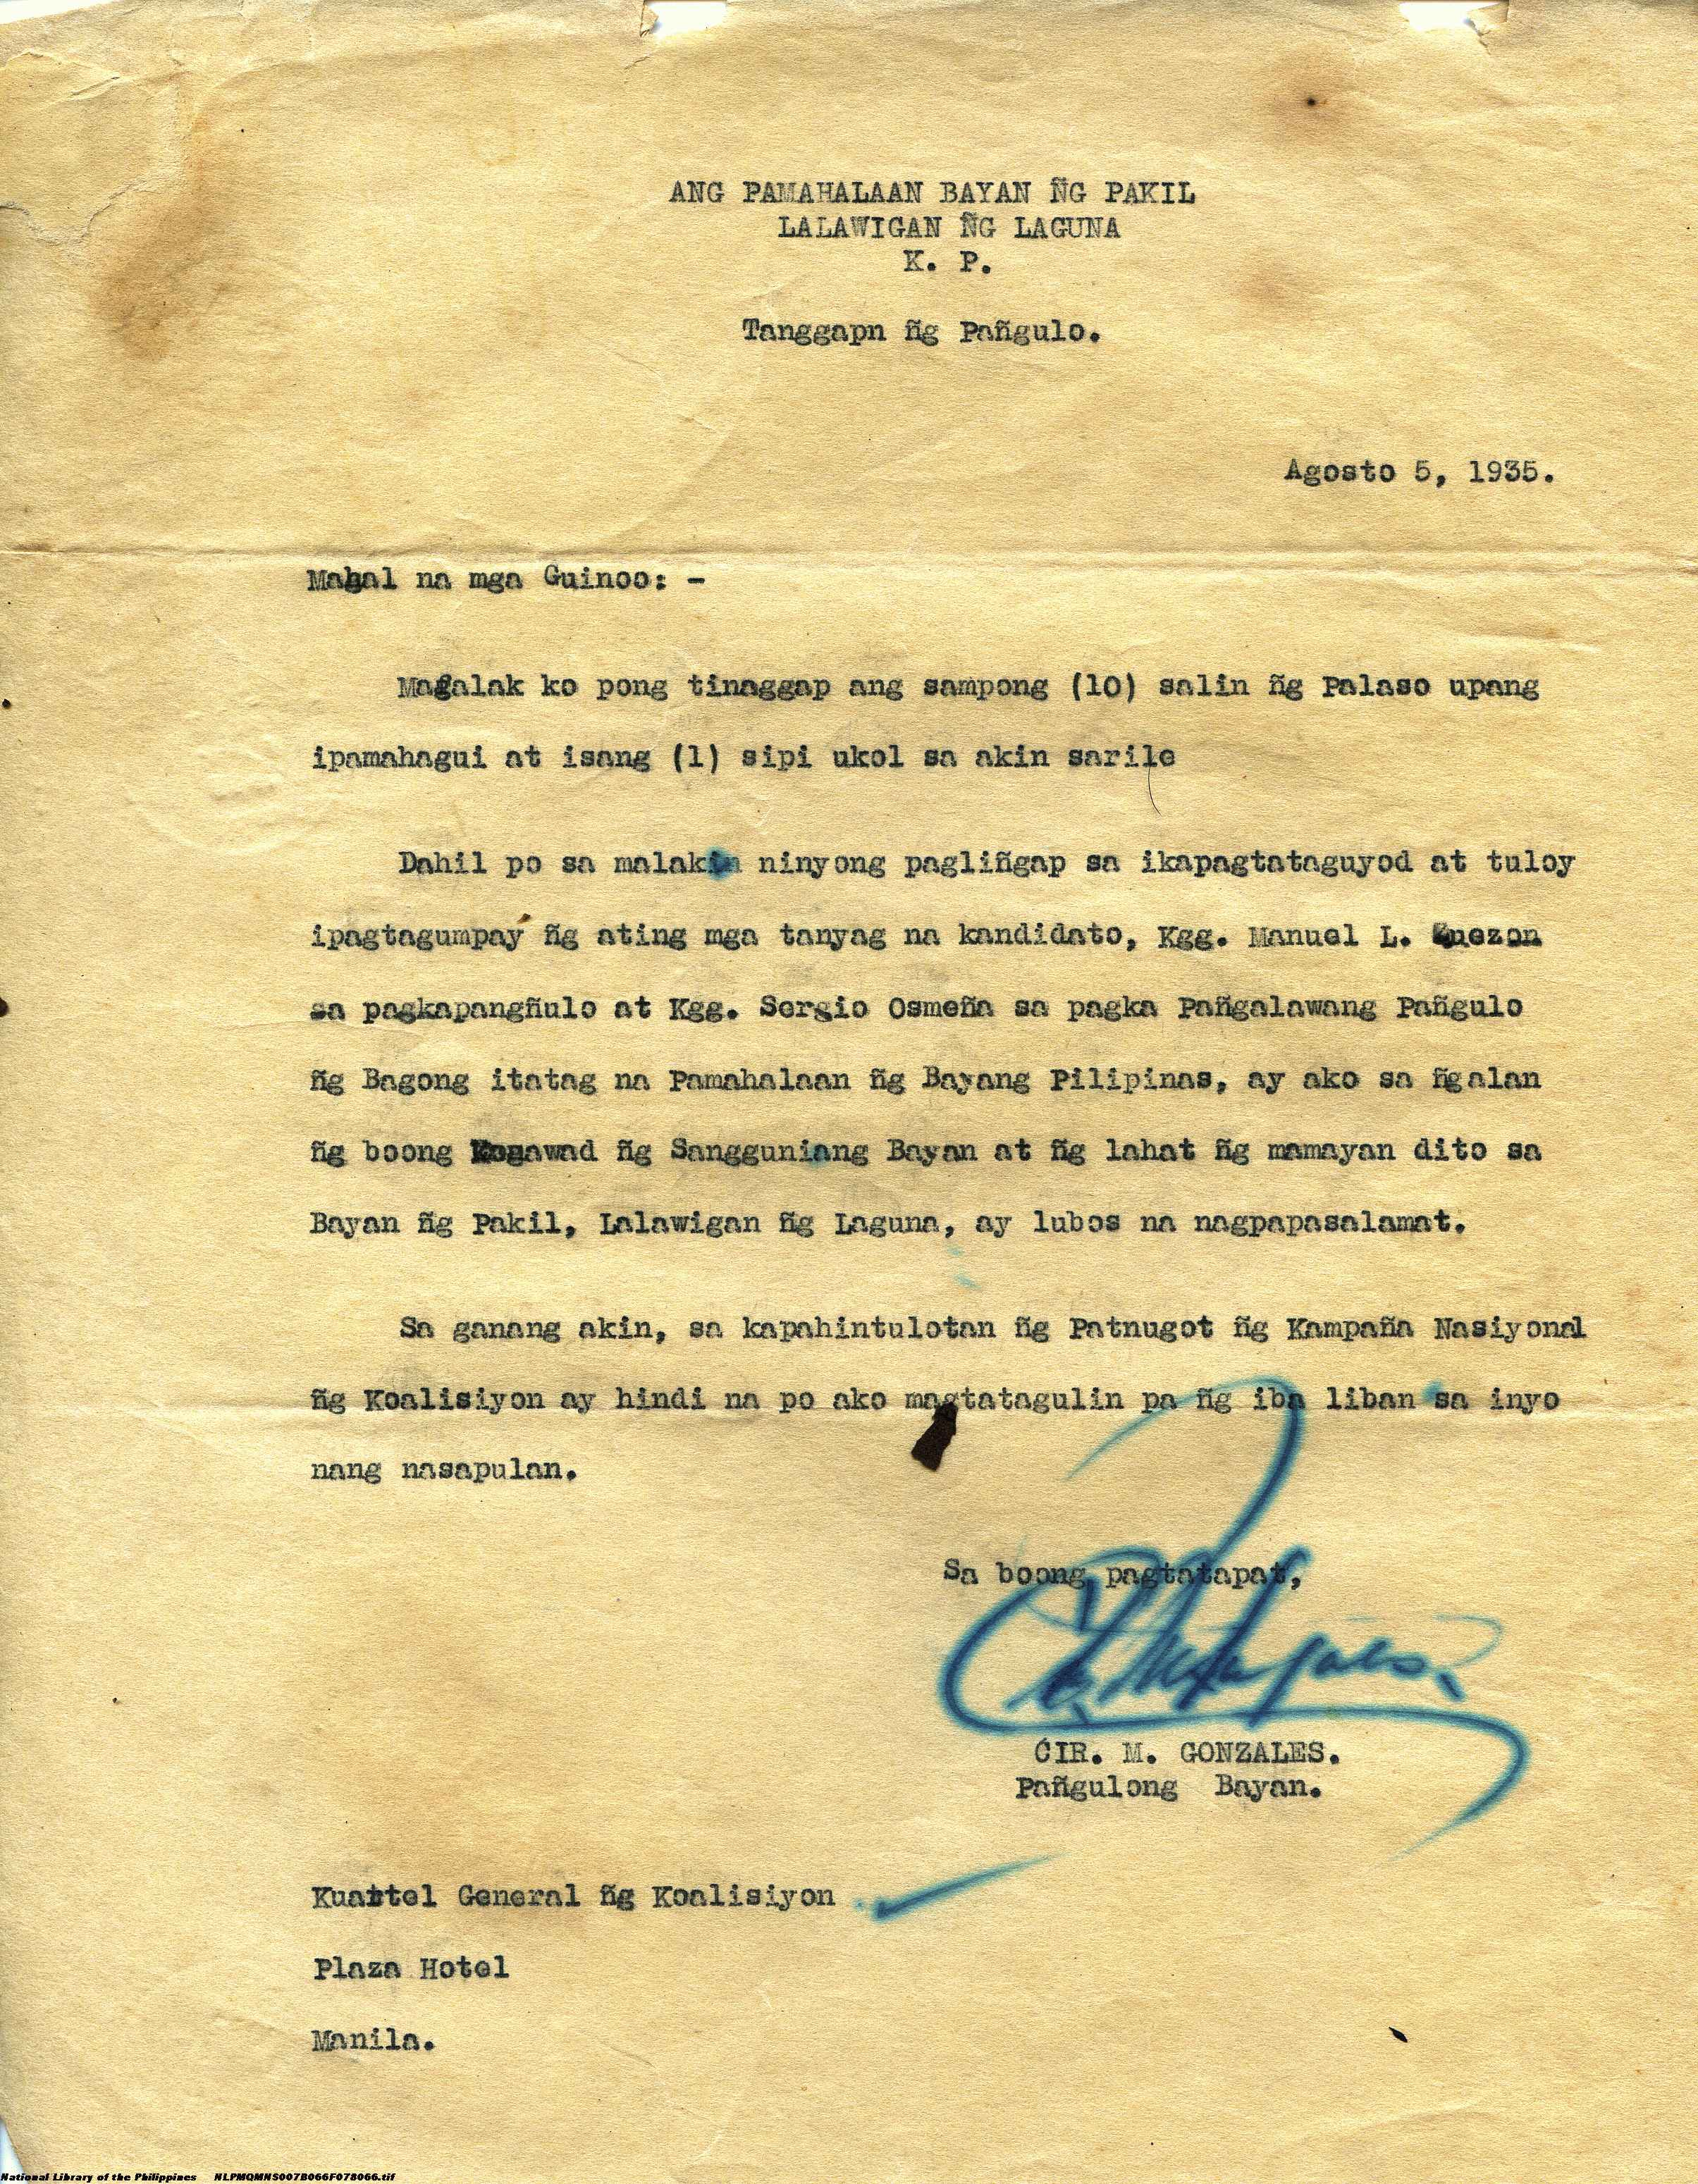 ANG PAMAHALAAN BAYAN ÑG PAKIL
LALAWIGAN ÑG LAGUNA
K. P.
Tanggapn ñg Pañgulo.
Agosto 5, 1935.
Mahal na mga Guinoo: -
Magalak ko pong tinaggap ang sampong (10) salin ñg Palaso upang
ipamahagui at isang (1) sipi ukol sa akin sarile
Dahil po sa malakin ninyong pagliñgap sa ikapagtataguyod at tuloy
ipagtagumpay ñg ating mga tanyag na kandidato, Kgg. Manuel L. Quezon
sa pagkapangñulo at Kgg. Sergio Osmeña sa pagka Pañgalawang Pañgulo
ñg Bagong itatag na Pamahalaan ñg Bayang Pilipinas, ay ako sa ñgalan
ñg boong Kogawad ñg Sangguniang Bayan at ñg lahat ñg mamayan dito sa
Bayan ñg Pakil, Lalawigan ñg Laguna, ay lubos na nagpapasalamat.
Sa ganang akin, sa kapahintulotan ñg Patnugot ñg Kampaña Nasiyonal
ñg Koalisiyon ay hindi na po ako magtatagulin pa ñg iba liban sa inyo
nang nasapulan.
Sa boong pagtatapat,
CIR. M. GONZALES.
Pañgulong Bayan.
Kuartel General ñg Koalisiyon
Plaza Hotel
Manila.
National Library of the Philippines NLPMQMNS007B066F078066.tif